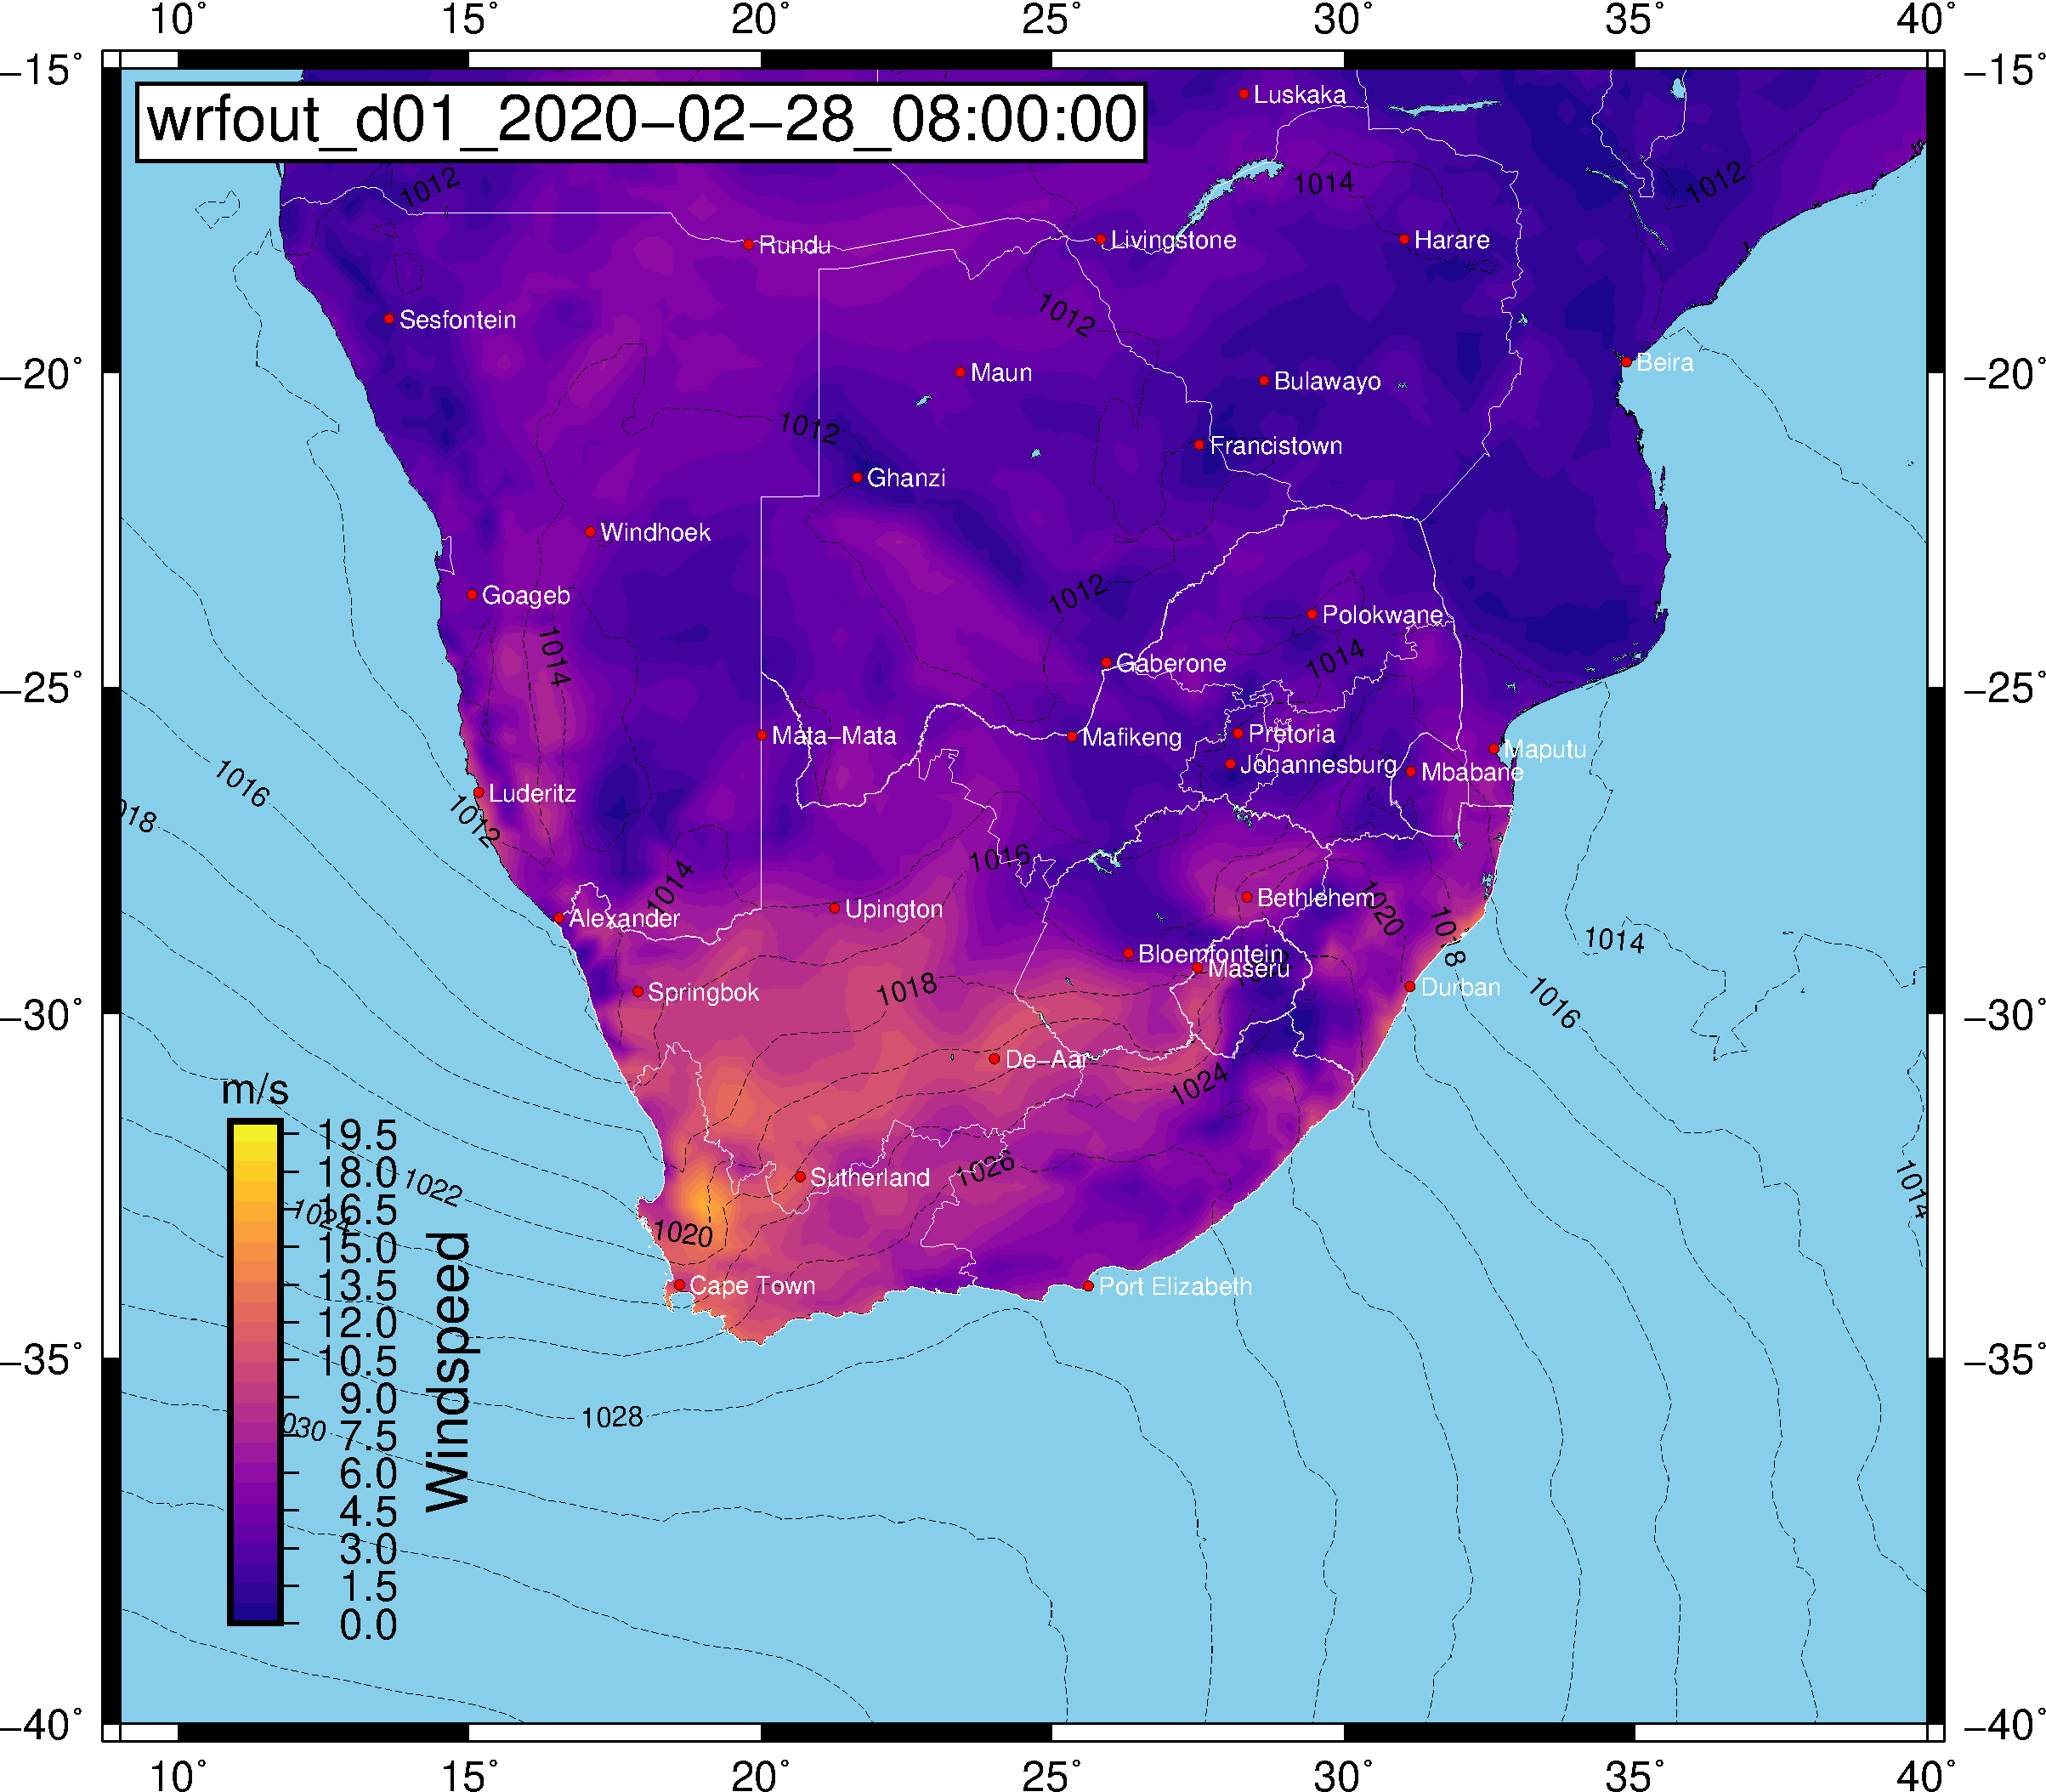 10° 15° 20° 25° 30° 35° 40°
−15° −15°
wrfout_d01_2020−02−28_08:00:00
Luskaka
1012 1014 1012
Rundu Livingstone Harare
Sesfontein 1012
−20° Maun Bulawayo Beira −20°
1012 Francistown
Ghanzi
Windhoek
Goageb 1012
Polokwane
1014 Gaberone 1014
−25° −25°
Mata−Mata Mafikeng Pretoria Maputu
Johannesburg Mbabane
1016 Luderitz
018 1012
1014 1016
Bethlehem
Alexander Upington 1020
1018 1014
Bloemfontein
Maseru
Springbok 1018 Durban
1016
−30° −30°
De−Aar
1024
m/s
19.5
18.0
16.5
15.0
13.5
12.0
10.5
9.0
7.5
6.0
4.5
3.0
1.5
0.0
Windspeed
1022 Sutherland 1026 1014
1024
1020
Cape Town Port Elizabeth
−35° −35°
1028
030
−40° −40°
10° 15° 20° 25° 30° 35° 40°